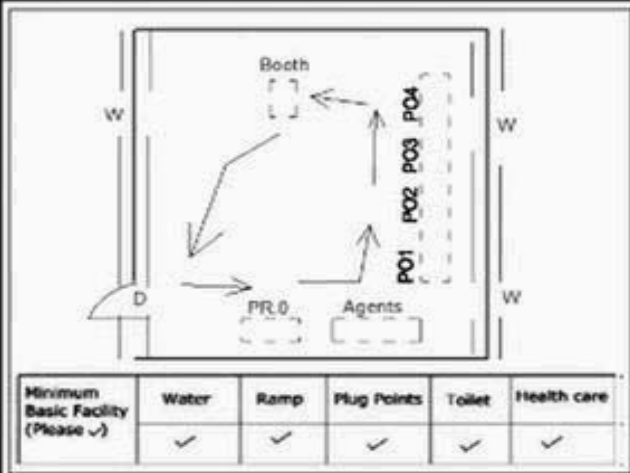 Booth
W
W
PO4
PO3
PO2
PO1
D
PR.0
Agents
W
Minimum
Basic Facility
(Please ✓)
Water
Ramp
Plug Points
Toilet
Health care
✓
✓
✓
✓
✓